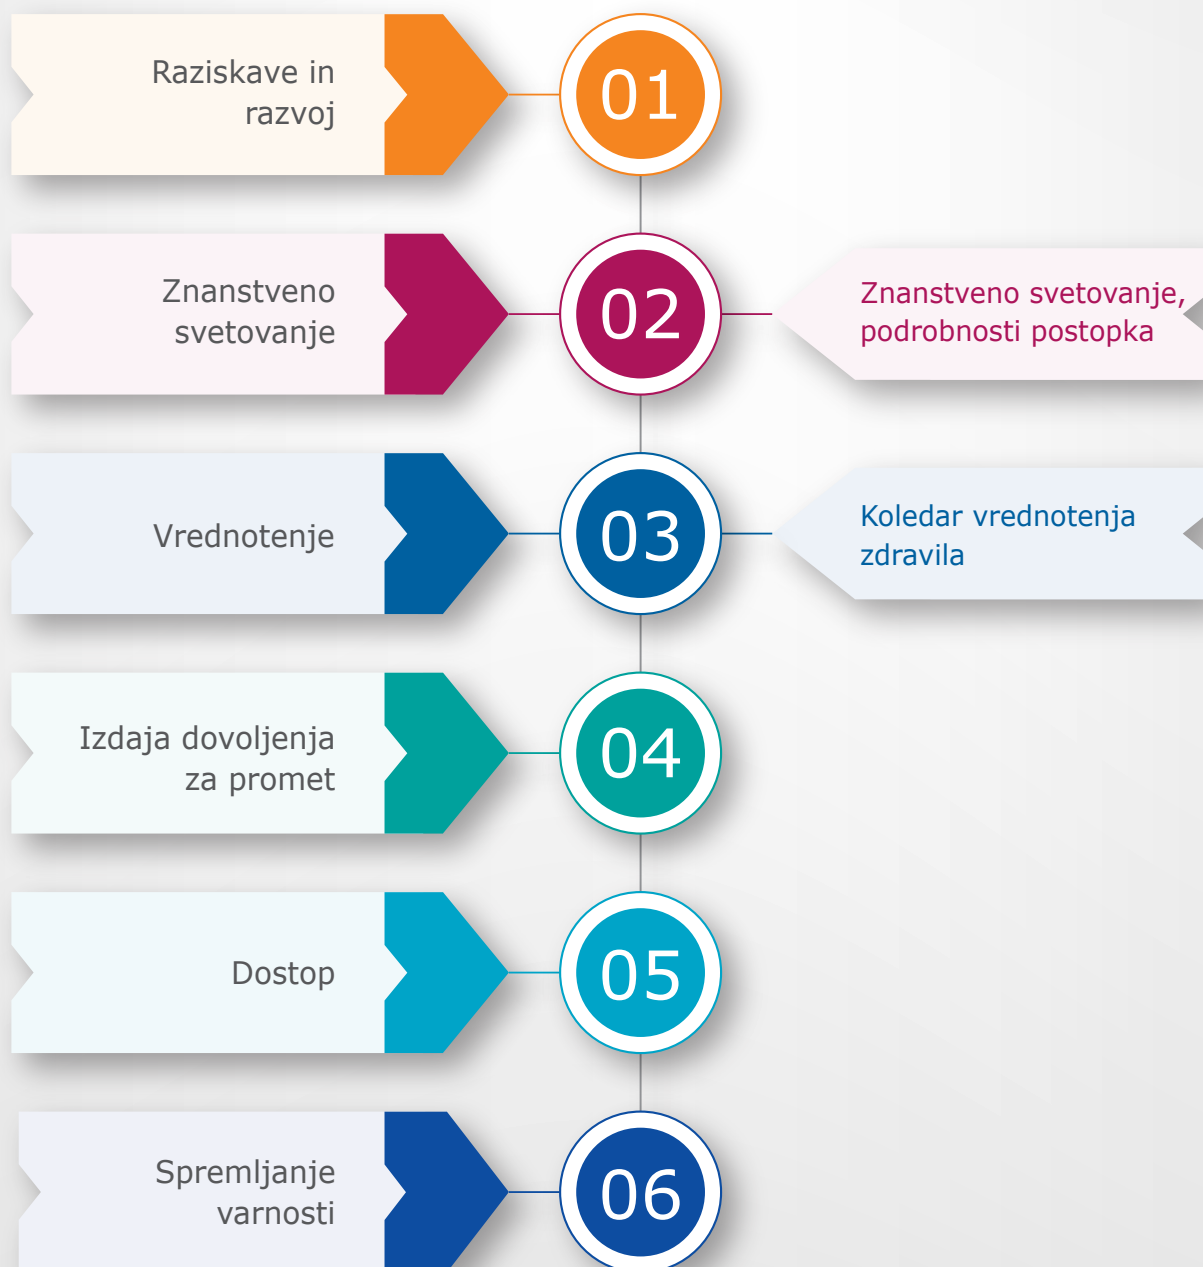 Raziskave in
razvoj
01
Znanstveno
svetovanje
02
Znanstveno svetovanje,
podrobnosti postopka
Vrednotenje
03
Koledar vrednotenja
zdravila
Izdaja dovoljenja
za promet
04
Dostop
05
Spremljanje
varnosti
06